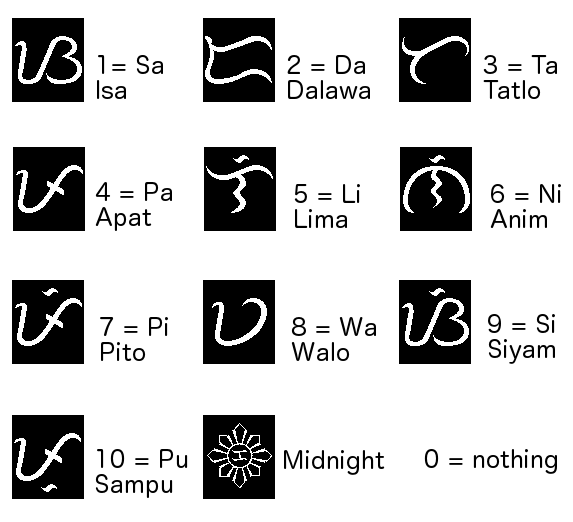 ᜐ
1= Sa
Isa
ᜇ
2 = Da
Dalawa
ᜆ
3 = Ta
Tatlo
ᜉ
4 = Pa
Apat
ᜎᜒ
5 = Li
Lima
ᜈᜒ
6 = Ni
Anim
ᜉᜒ
7 = Pi
Pito
ᜏ
8 = Wa
Walo
ᜐᜒ
9 = Si
Siyam
ᜉᜓ
10 = Pu
Sampu
Midnight
0 = nothing